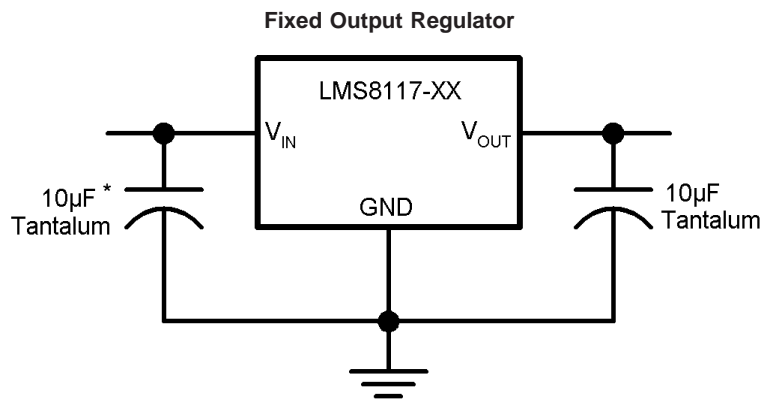 Fixed Output Regulator
LMS8117-XX
VIN
VOUT
10µF *
Tantalum
GND
10µF
Tantalum